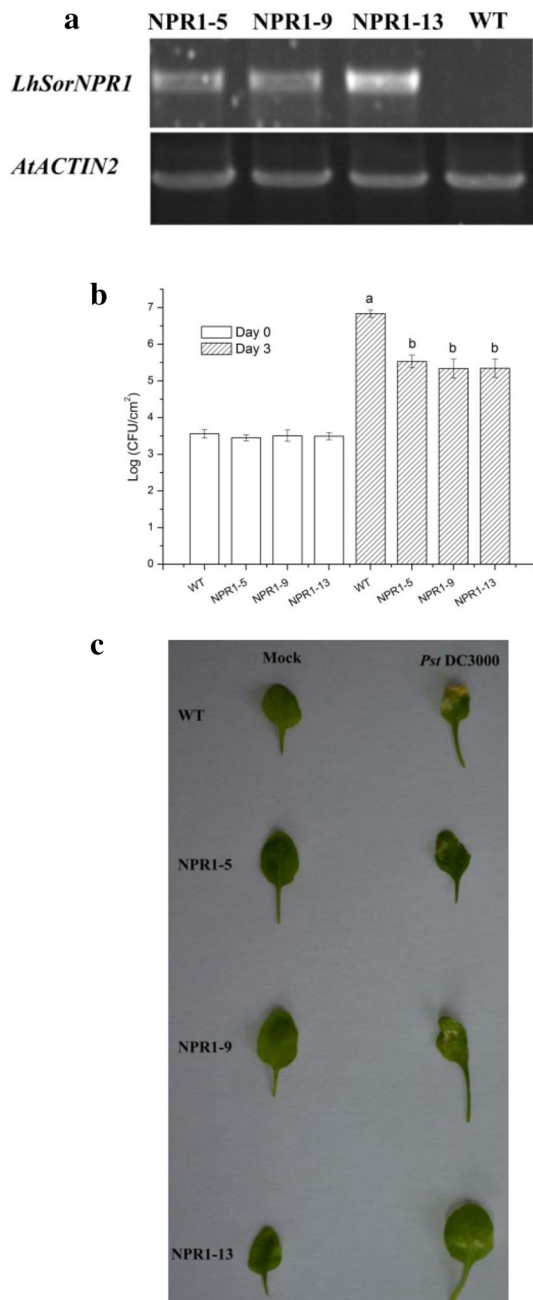 a
NPR1-5 NPR1-9 NPR1-13 WT
LhSorNPR1
AtACTIN2
b
7
6
5
4
3
2
1
0
Log (CFU/cm²)
Day 0
Day 3
a
b
b
b
WT NPR1-5 NPR1-9 NPR1-13 WT NPR1-5 NPR1-9 NPR1-13
c
Mock Pst DC3000
WT
NPR1-5
NPR1-9
NPR1-13